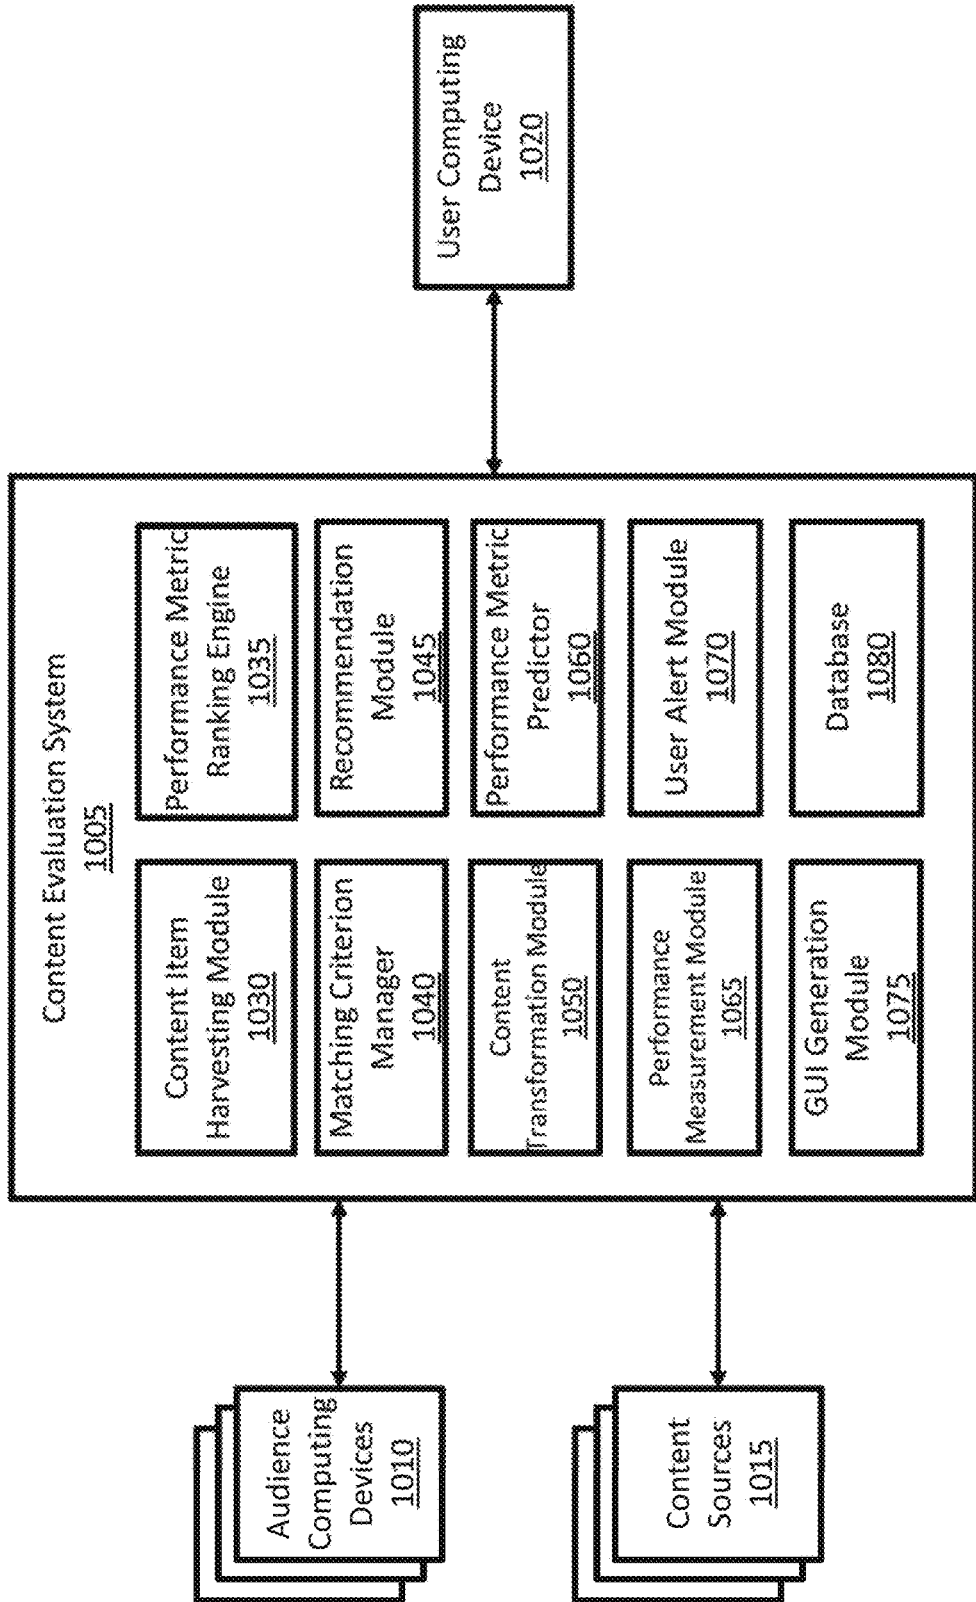 Content Evaluation System
1005
Content Item
Harvesting Module
1030
Performance Metric
Ranking Engine
1035
Matching Criterion
Manager
1040
Recommendation
Module
1045
Content
Transformation Module
1050
Performance Metric
Predictor
1060
Performance
Measurement Module
1065
User Alert Module
1070
GUI Generation
Module
1075
Database
1080
Audience
Computing
Devices
1010
Content
Sources
1015
User Computing
Device
1020